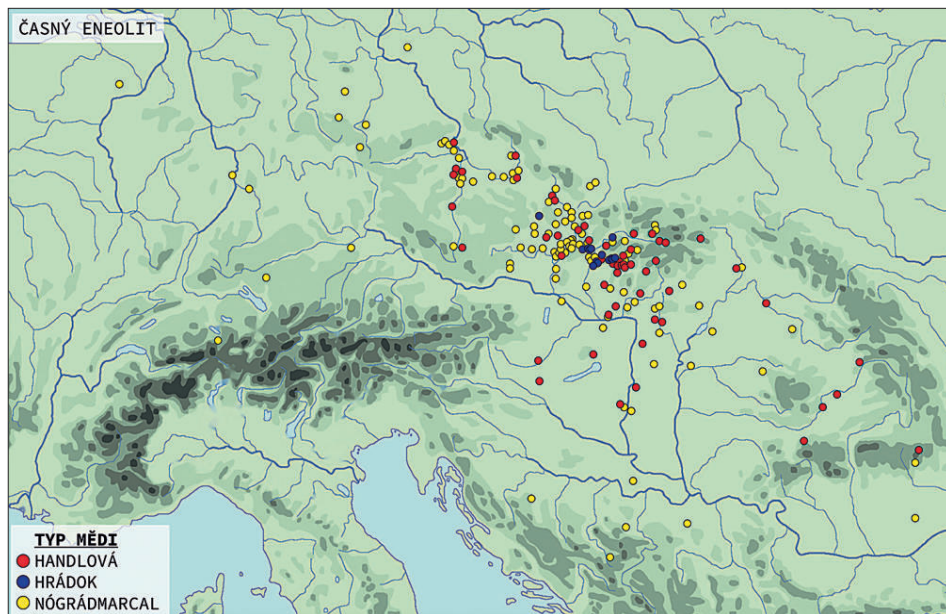 ČASNÝ ENEOLIT
TYP MĚDI
HANDLOVÁ
HRÁDOK
NÓGRÁDMARCAL